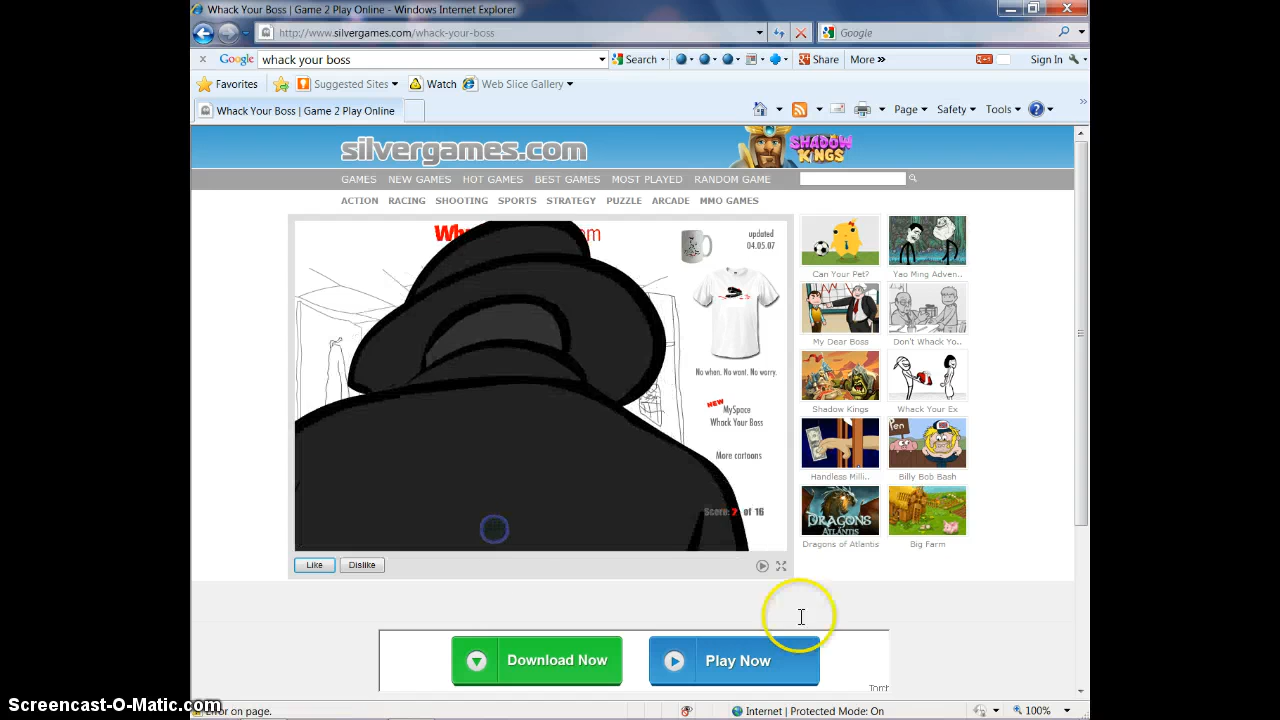 Whack Your Boss | Game 2 Play Online - Windows Internet Explorer
http://www.silvergames.com/whack-your-boss
Google
Google whack your boss Search Share More » Sign In
Favorites Suggested Sites Watch Web Slice Gallery
Whack Your Boss | Game 2 Play Online Page Safety Tools
silvergames.com SHADOW KINGS
GAMES NEW GAMES HOT GAMES BEST GAMES MOST PLAYED RANDOM GAME
ACTION RACING SHOOTING SPORTS STRATEGY PUZZLE ARCADE MMO GAMES
updated
04.05.07
Can Your Pet? Yao Ming Adven..
My Dear Boss Don't Whack Yo..
No whan. No want. No worry.
Shadow Kings Whack Your Ex
NEW
MySpace
Whack Your Boss
More cartoons
Pen
Handless Milli.. Billy Bob Bash
Score: 7 of 16
DRAGONS
ATLANTIS
Dragons of Atlantis Big Farm
Like Dislike
Download Now Play Now
Torch
Error on page. Internet | Protected Mode: On 100%
Screencast-O-Matic.com